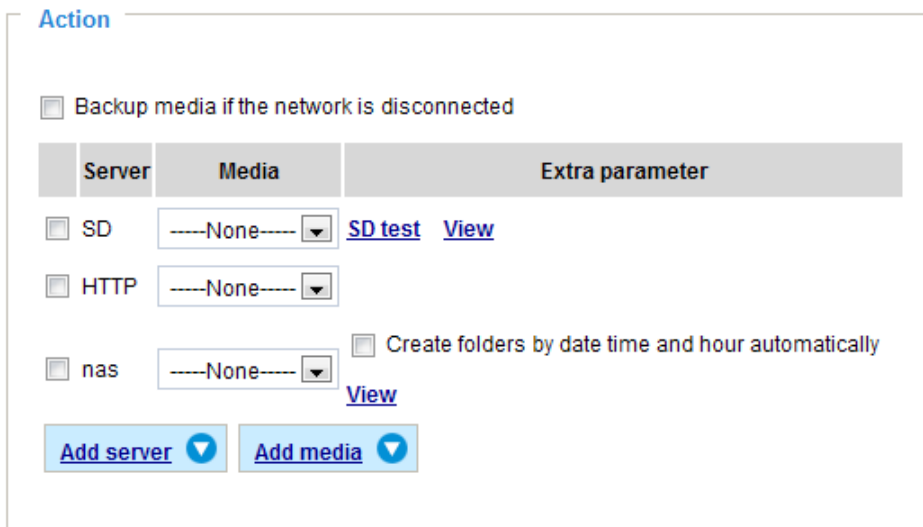 Action
Backup media if the network is disconnected
Server Media Extra parameter
SD -----None----- SD test View
HTTP -----None-----
nas -----None----- Create folders by date time and hour automatically
View
Add server Add media